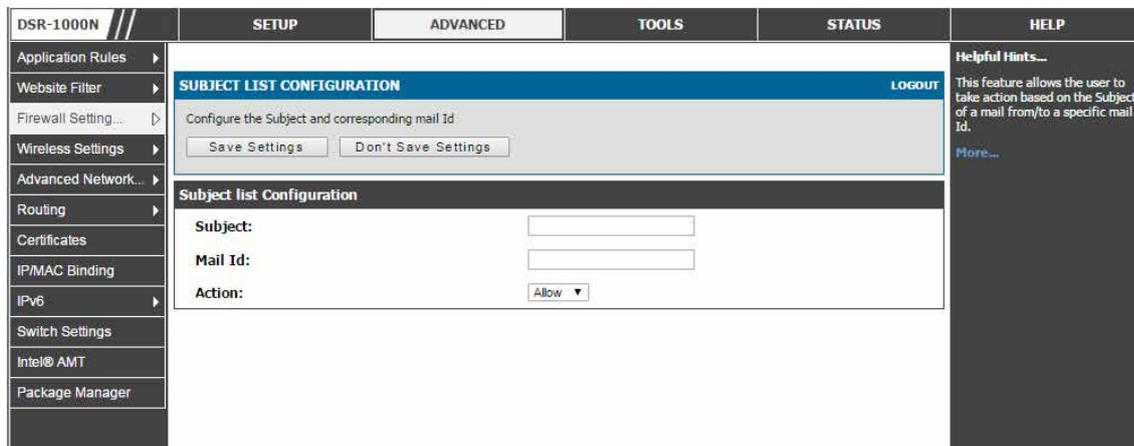 DSR-1000N
SETUP
ADVANCED
TOOLS
STATUS
HELP
Application Rules
Website Filter
Firewall Setting...
Wireless Settings
Advanced Network...
Routing
Certificates
IP/MAC Binding
IPv6
Switch Settings
Intel® AMT
Package Manager
SUBJECT LIST CONFIGURATION
LOGOUT
Configure the Subject and corresponding mail Id
Save Settings
Don't Save Settings
Subject list Configuration
Subject:
Mail Id:
Action:
Allow
Helpful Hints...
This feature allows the user to
take action based on the Subject
of a mail from/to a specific mail
Id.
More...